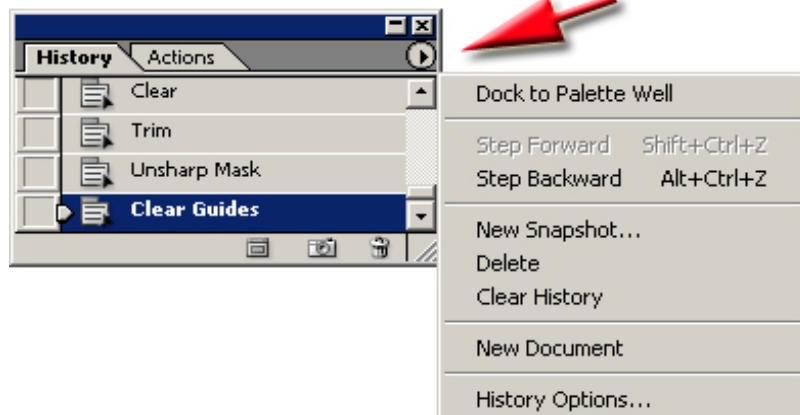 History Actions
Clear
Trim
Unsharp Mask
Clear Guides
Dock to Palette Well
Step Forward Shift+Ctrl+Z
Step Backward Alt+Ctrl+Z
New Snapshot...
Delete
Clear History
New Document
History Options...